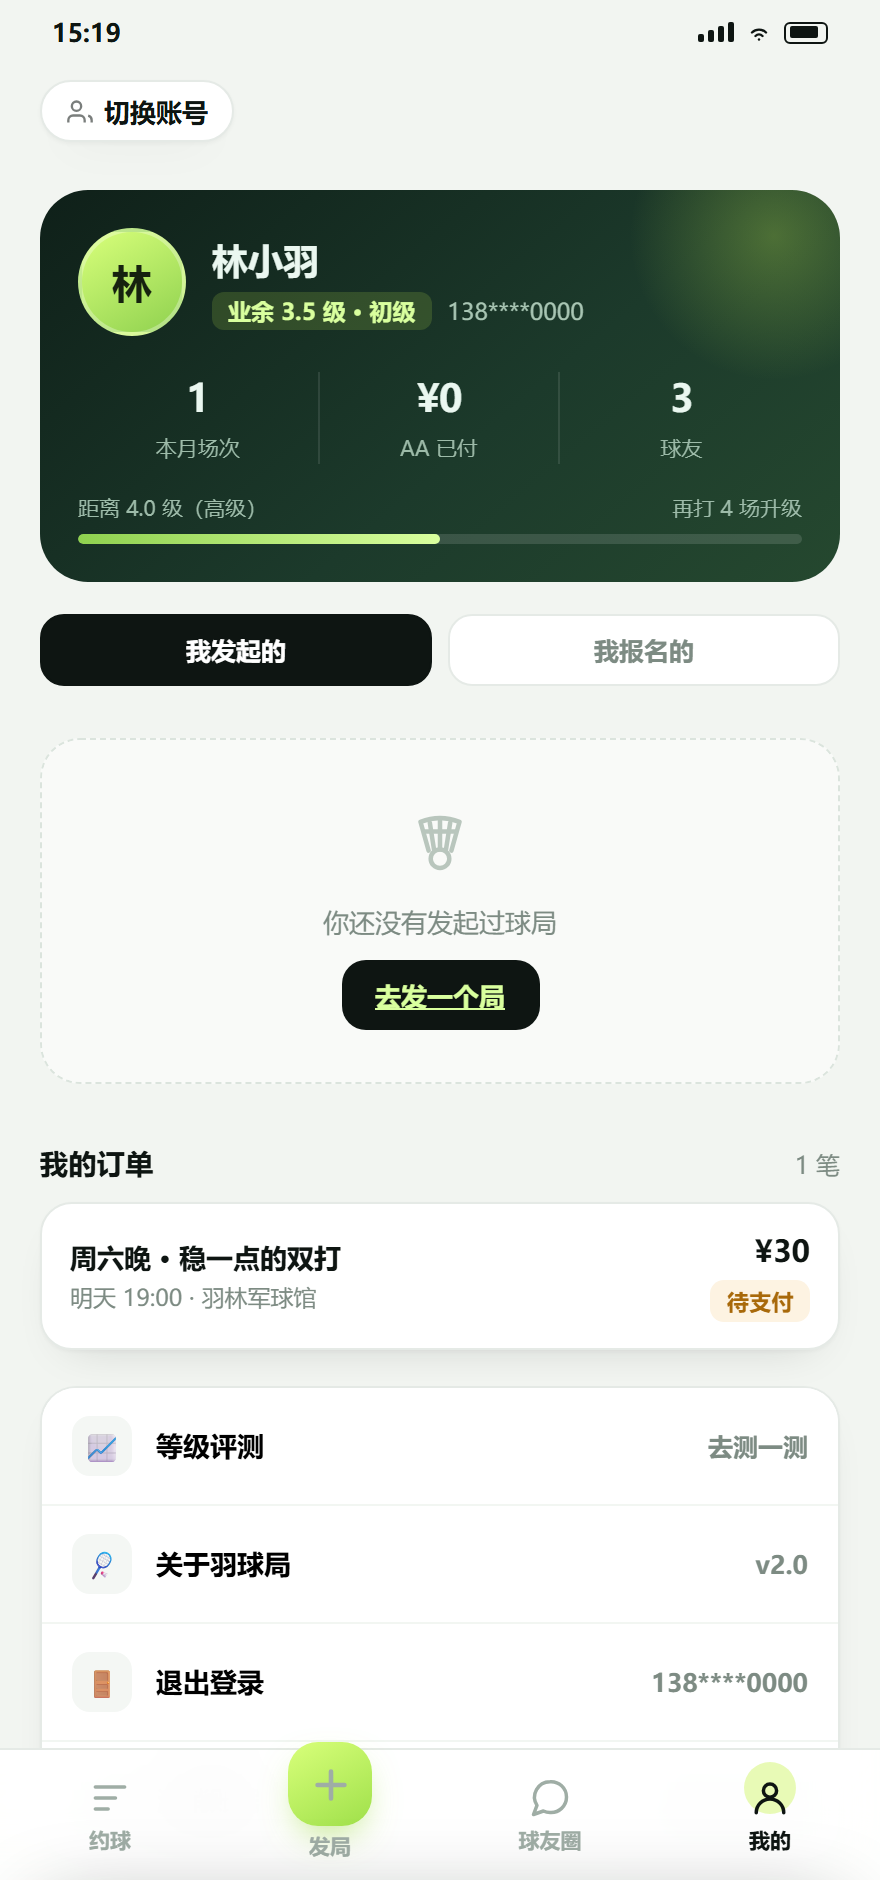 15:19
切换账号
林
林小羽
业余 3.5 级 • 初级 138****0000
1 ¥0 3
本月场次 AA 已付 球友
距离 4.0 级（高级） 再打 4 场升级
我发起的 我报名的
你还没有发起过球局
去发一个局
我的订单 1 笔
周六晚 • 稳一点的双打 ¥30
明天 19:00 · 羽林军球馆 待支付
等级评测 去测一测
关于羽球局 v2.0
退出登录 138****0000
约球 发局 球友圈 我的